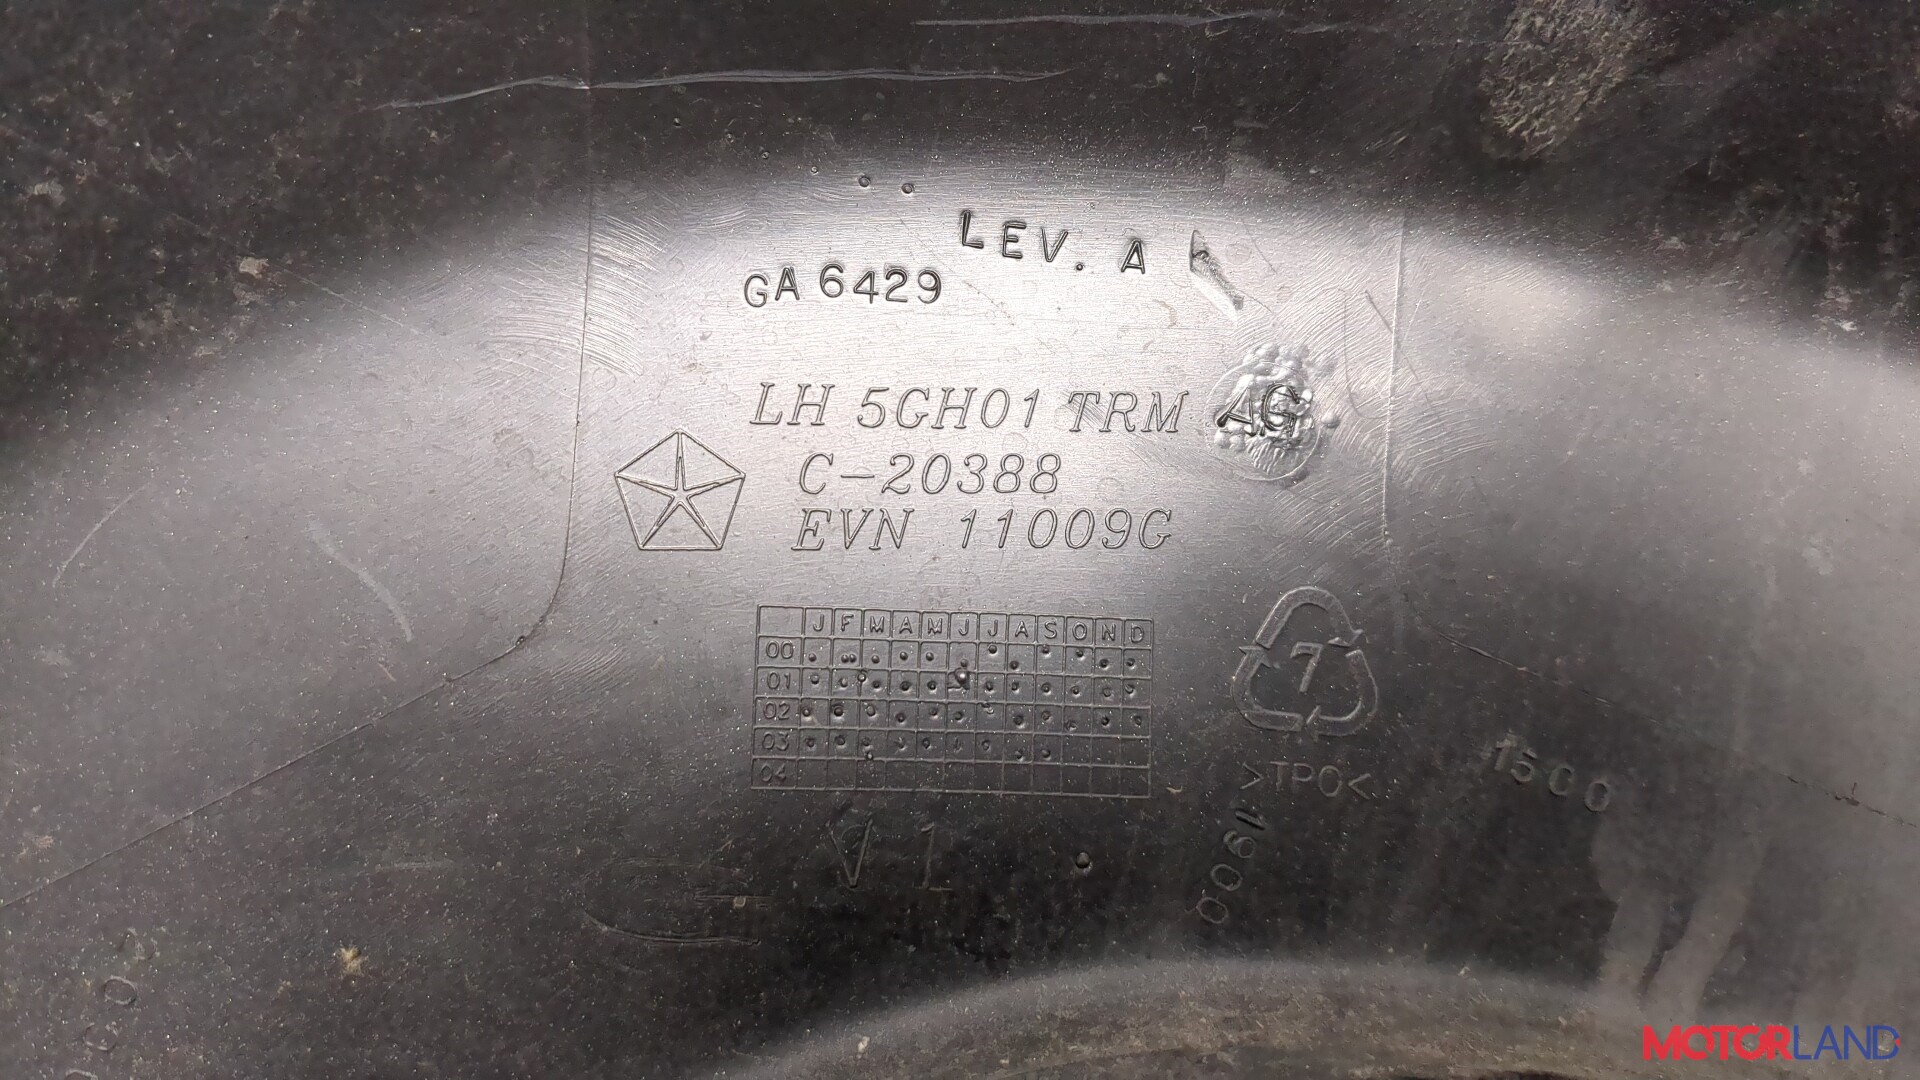 LEV. A
GA 6429
LH 5GH01 TRM AG
C-20388
EVN 11009G
J F M A M J J A S O N D
00
01
02
03
04
7
>TPO<
1500
1900
MOTORLAND